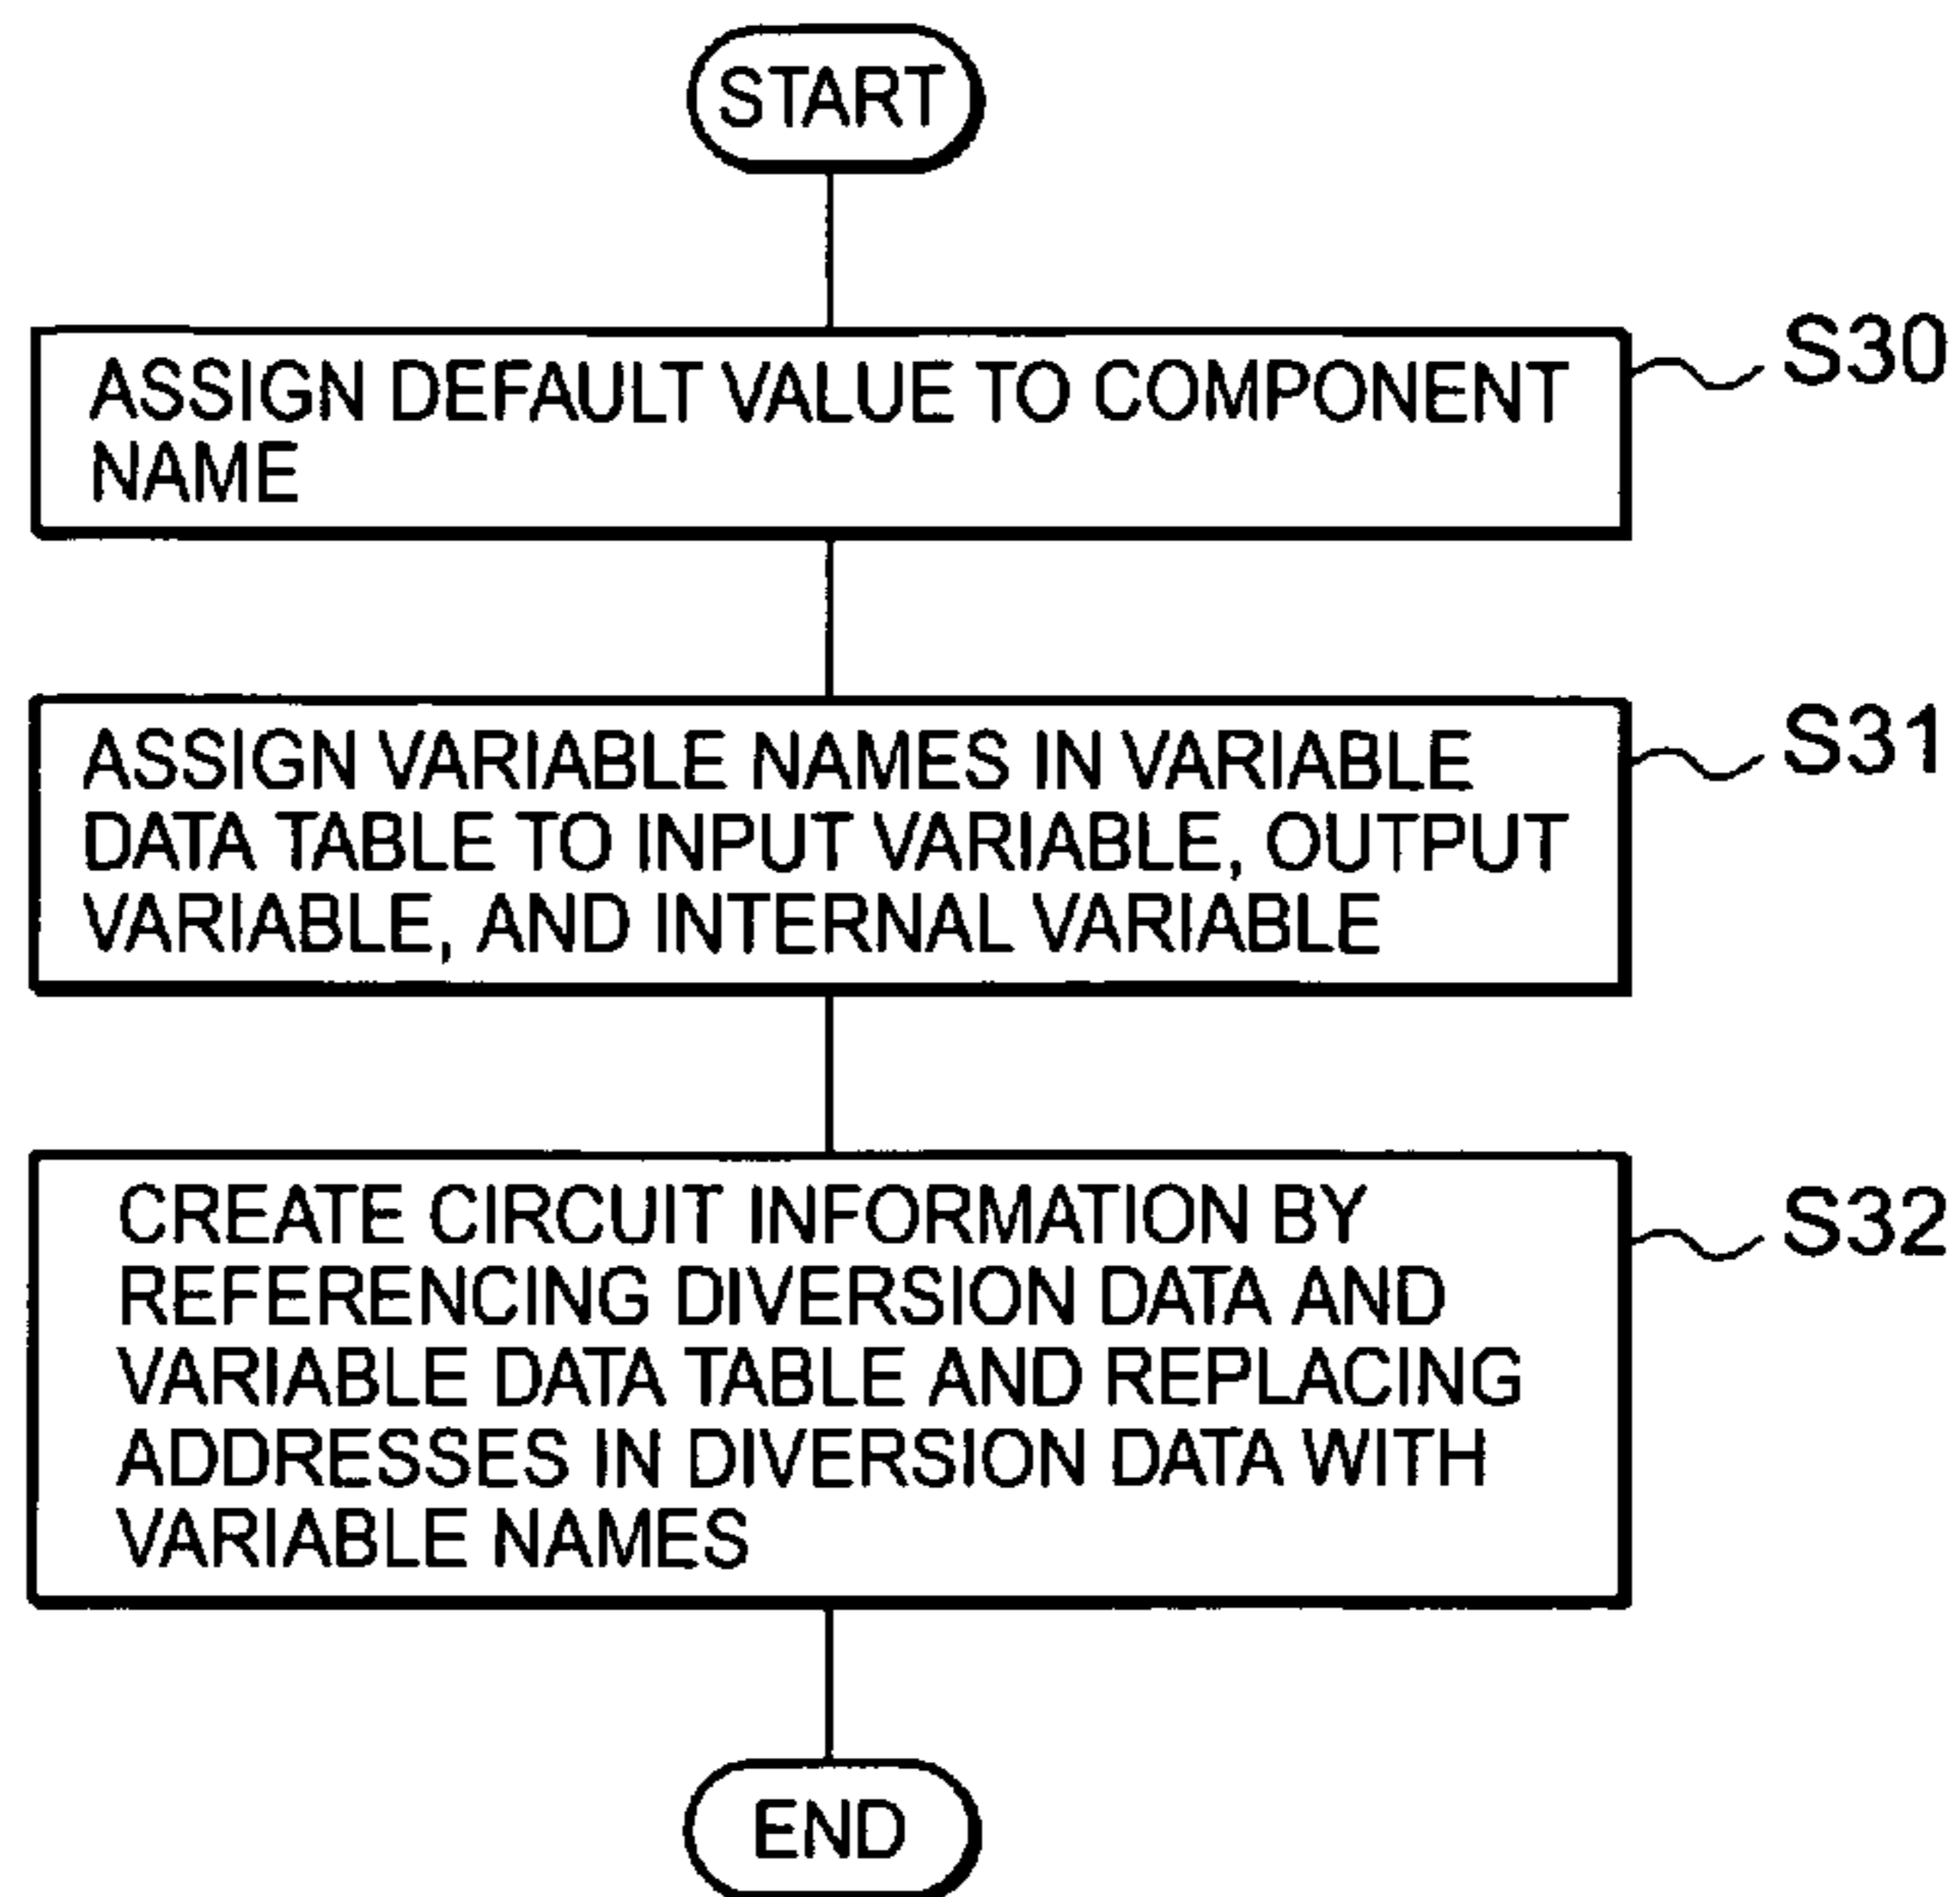 START
ASSIGN DEFAULT VALUE TO COMPONENT
NAME
S30
ASSIGN VARIABLE NAMES IN VARIABLE
DATA TABLE TO INPUT VARIABLE, OUTPUT
VARIABLE, AND INTERNAL VARIABLE
S31
CREATE CIRCUIT INFORMATION BY
REFERENCING DIVERSION DATA AND
VARIABLE DATA TABLE AND REPLACING
ADDRESSES IN DIVERSION DATA WITH
VARIABLE NAMES
S32
END